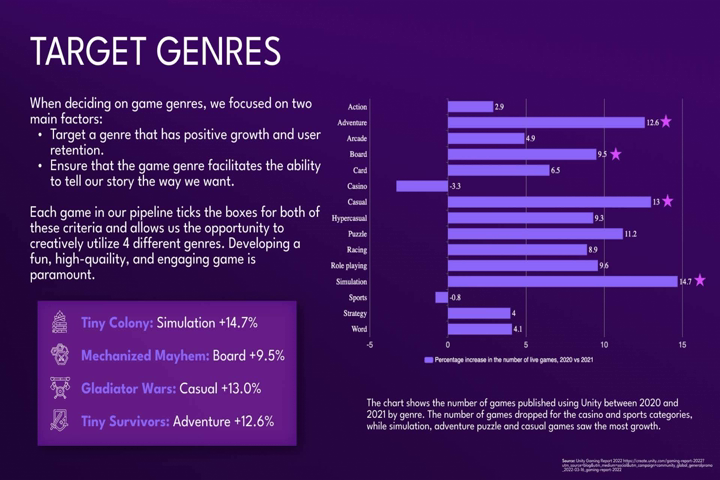 TARGET GENRES
When deciding on game genres, we focused on two
main factors:
• Target a genre that has positive growth and user
retention.
• Ensure that the game genre facilitates the ability
to tell our story the way we want.
Each game in our pipeline ticks the boxes for both of
these criteria and allows us the opportunity to
creatively utilize 4 different genres. Developing a
fun, high-quaility, and engaging game is
paramount.
Tiny Colony: Simulation +14.7%
Mechanized Mayhem: Board +9.5%
Gladiator Wars: Casual +13.0%
Tiny Survivors: Adventure +12.6%
Action 2.9
Adventure 12.6
Arcade 4.9
Board 9.5
Card 6.5
Casino -3.3
Casual 13
Hypercasual 9.3
Puzzle 11.2
Racing 8.9
Role playing 9.6
Simulation 14.7
Sports -0.8
Strategy 4
Word 4.1
-5 0 5 10 15
Percentage increase in the number of live games, 2020 vs 2021
The chart shows the number of games published using Unity between 2020 and
2021 by genre. The number of games dropped for the casino and sports categories,
while simulation, adventure puzzle and casual games saw the most growth.
Source: Unity Gaming Report 2022 https://create.unity.com/gaming-report-2022?